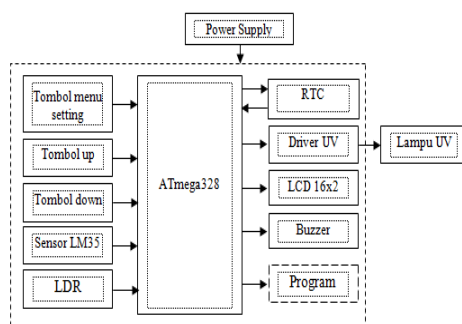 Power Supply
Tombol menu
setting
Tombol up
Tombol down
Sensor LM35
LDR
ATmega328
RTC
Driver UV
LCD 16x2
Buzzer
Program
Lampu UV